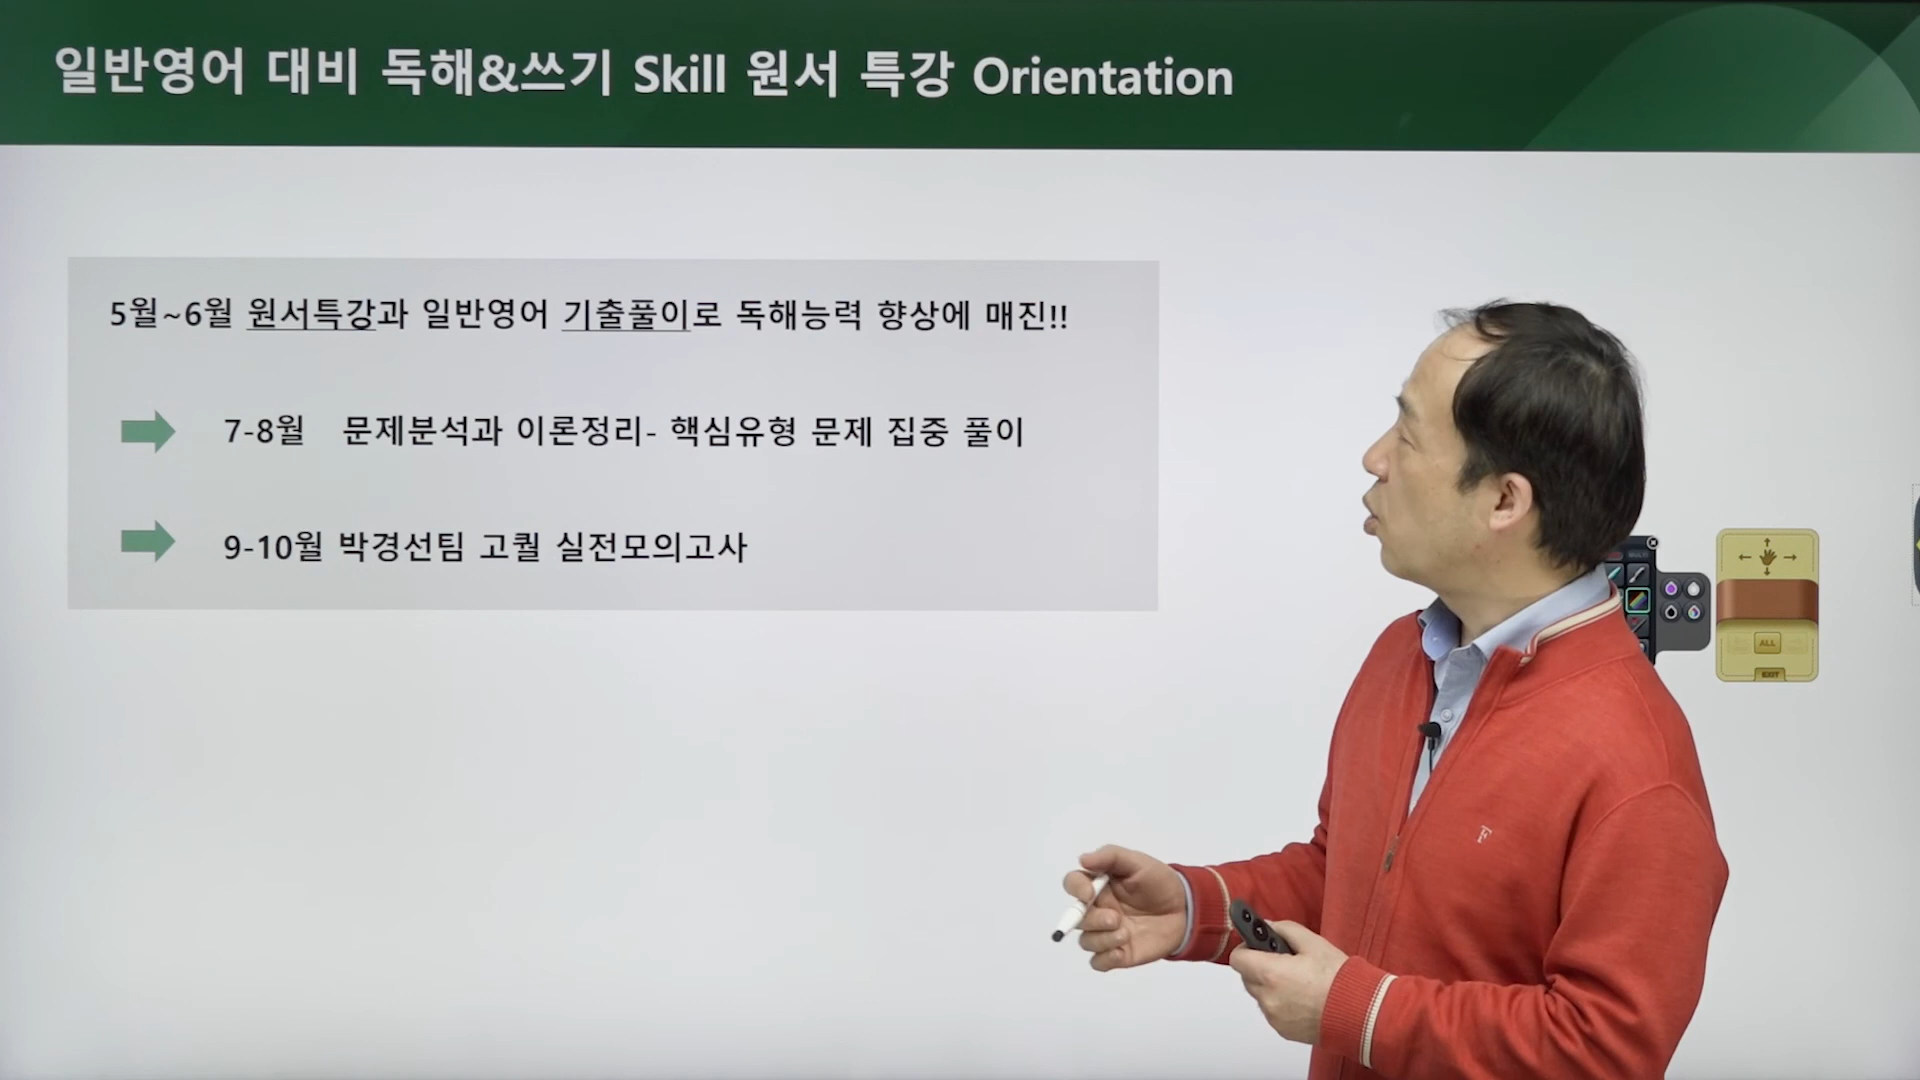 일반영어 대비 독해&쓰기 Skill 원서 특강 Orientation
5월~6월 원서특강과 일반영어 기출풀이로 독해능력 향상에 매진!!
7-8월 문제분석과 이론정리- 핵심유형 문제 집중 풀이
9-10월 박경선팀 고퀄 실전모의고사
MULTI
ALL
EXIT
F